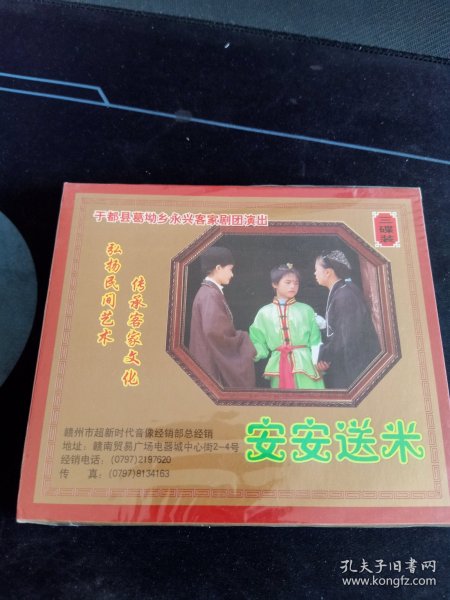 于都县葛坳乡永兴客家剧团演出
三碟装
弘扬民间艺术
传承客家文化
赣州市超新时代音像经销部总经销
地址：赣南贸易广场电器城中心街2-4号
经销电话：(0797)2197620
传 真：(0797)8134163
安安送米
孔夫子旧书网
www.kongfz.com